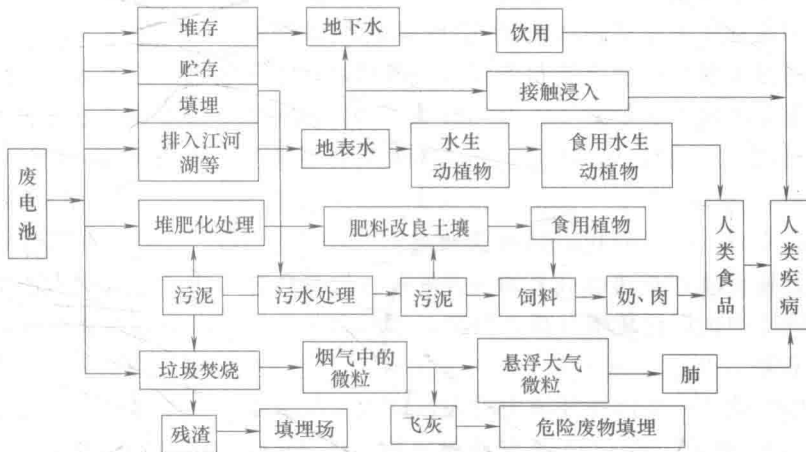 堆存
地下水
饮用
贮存
填埋
接触浸入
排入江河
湖等
地表水
水生
动植物
食用水生
动植物
废
电
池
堆肥化处理
肥料改良土壤
食用植物
人
类
食
品
人
类
疾
病
污泥
污水处理
污泥
饲料
奶、肉
垃圾焚烧
烟气中的
微粒
悬浮大气
微粒
肺
残渣
填埋场
飞灰
危险废物填埋